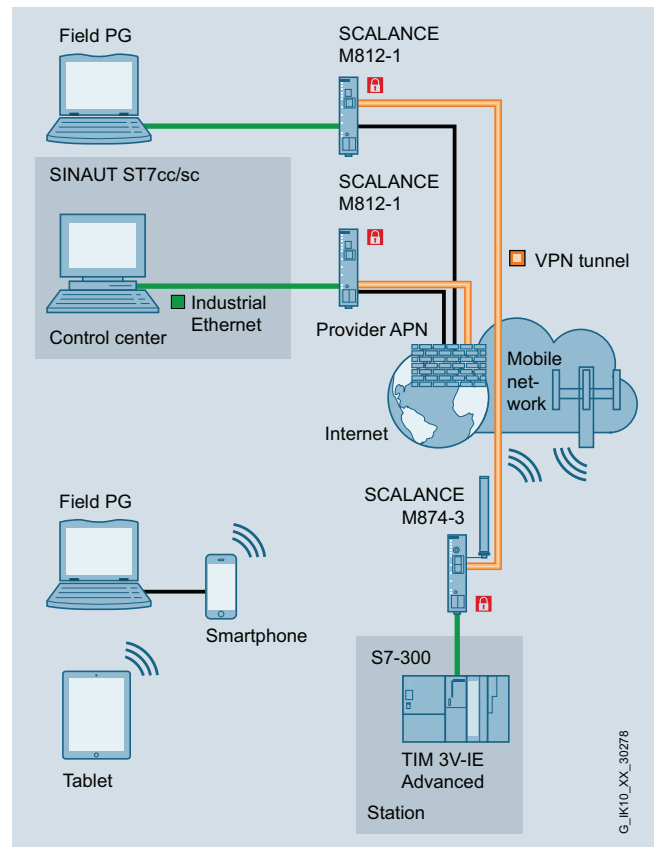 Field PG
SCALANCE
M812-1
SINAUT ST7cc/sc
SCALANCE
M812-1
VPN tunnel
Industrial
Ethernet
Control center
Provider APN
Mobile
net-
work
Internet
SCALANCE
M874-3
Field PG
Smartphone
S7-300
Tablet
TIM 3V-IE
Advanced
Station
G_IK10_XX_30278